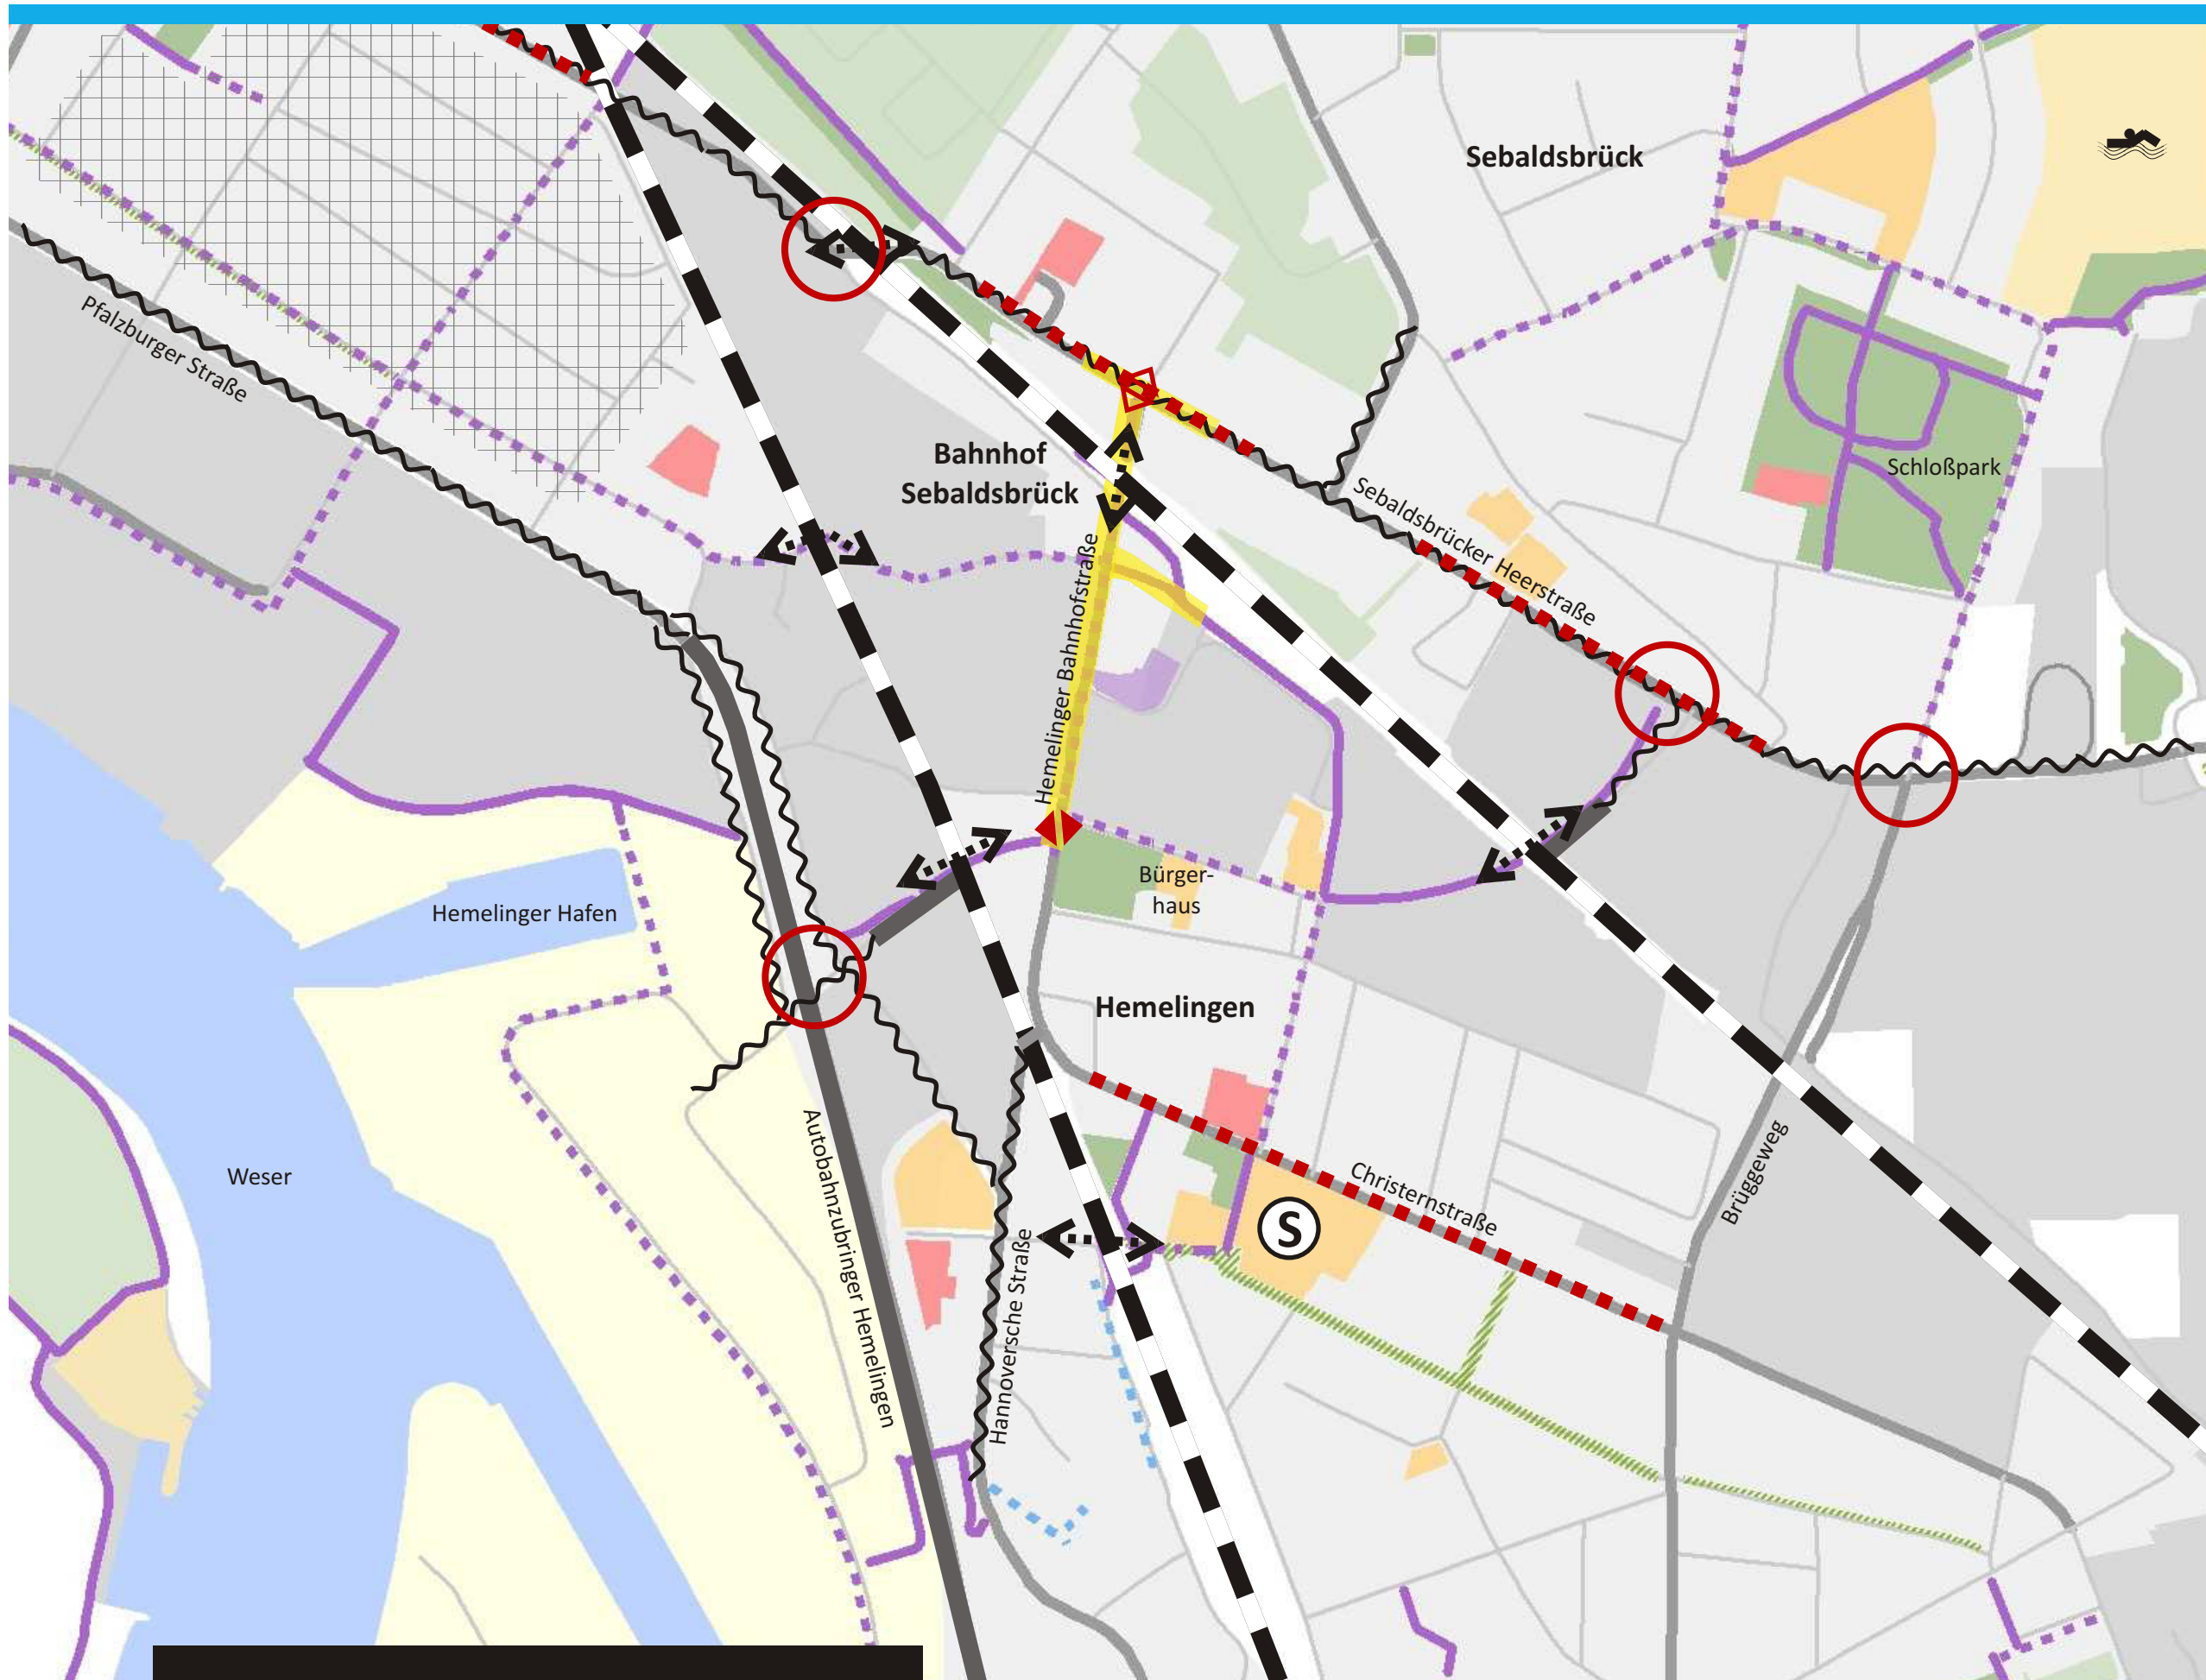 Sebaldsbrück
Pfalzburger Straße
Bahnhof
Sebaldsbrück
Schloßpark
Sebaldsbrücker Heerstraße
Hemelinger Bahnhofstraße
Bürger-
haus
Hemelinger Hafen
Hemelingen
Weser
Autobahnzubringer Hemelingen
Christernstraße
Brüggeweg
S
Hannoversche Straße